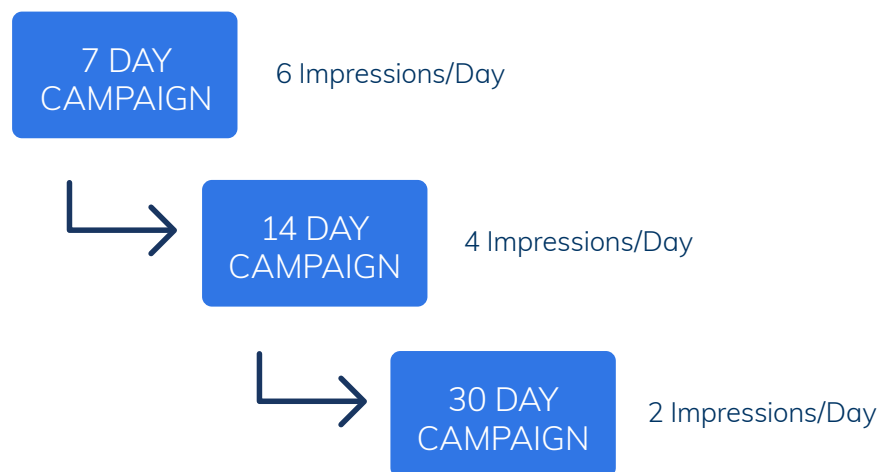 7 DAY
CAMPAIGN
6 Impressions/Day
14 DAY
CAMPAIGN
4 Impressions/Day
30 DAY
CAMPAIGN
2 Impressions/Day